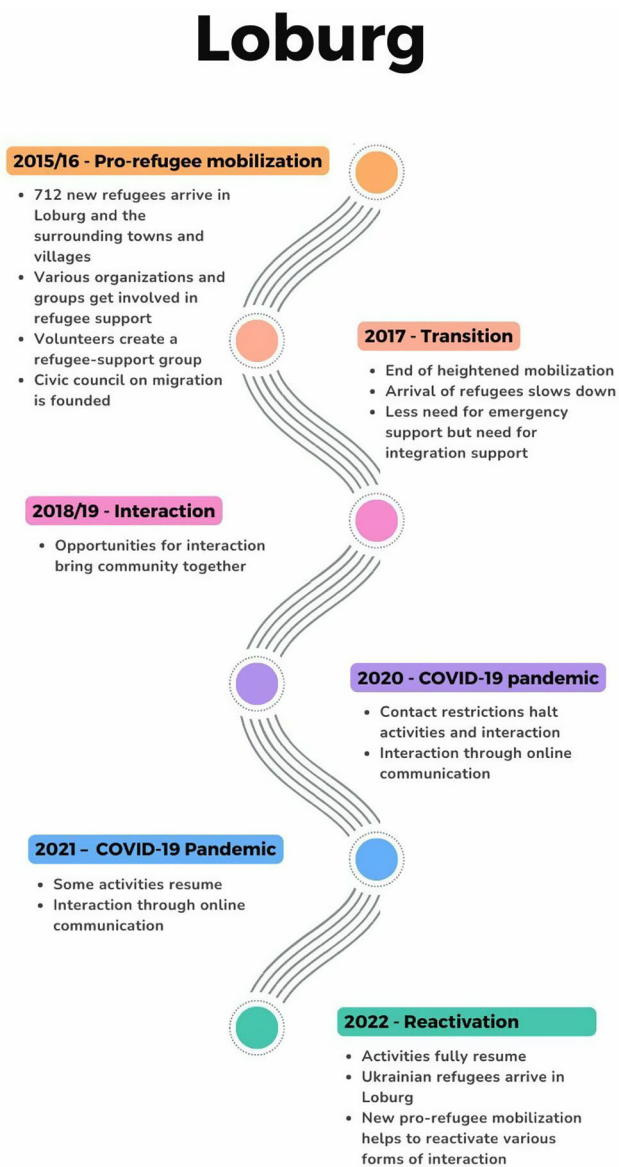 Loburg
2015/16 - Pro-refugee mobilization
• 712 new refugees arrive in
Loburg and the
surrounding towns and
villages
• Various organizations and
groups get involved in
refugee support
• Volunteers create a
refugee-support group
• Civic council on migration
is founded
2017 - Transition
• End of heightened mobilization
• Arrival of refugees slows down
• Less need for emergency
support but need for
integration support
2018/19 - Interaction
• Opportunities for interaction
bring community together
2020 - COVID-19 pandemic
• Contact restrictions halt
activities and interaction
• Interaction through online
communication
2021 – COVID-19 Pandemic
• Some activities resume
• Interaction through online
communication
2022 - Reactivation
• Activities fully resume
• Ukrainian refugees arrive in
Loburg
• New pro-refugee mobilization
helps to reactivate various
forms of interaction